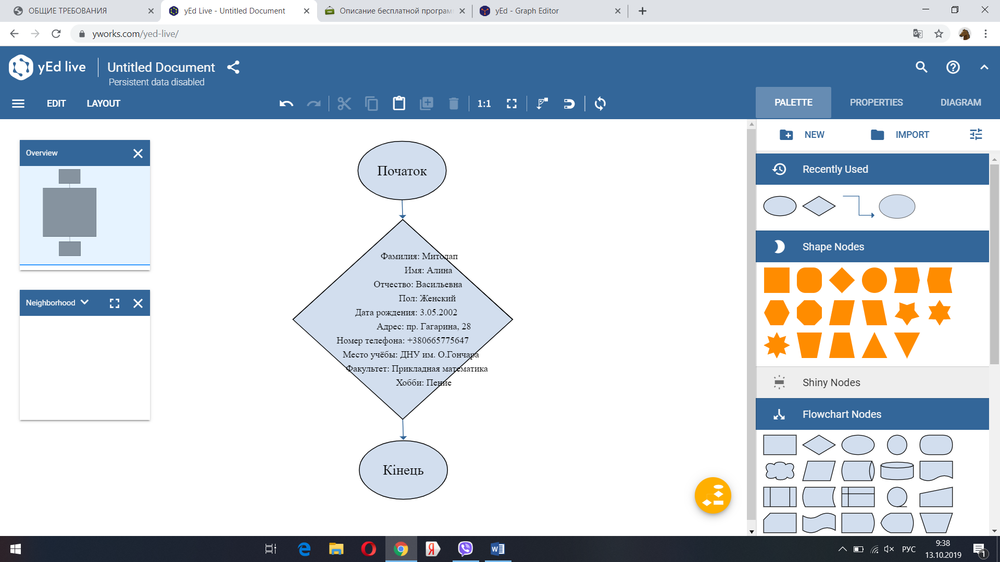 ОБЩИЕ ТРЕБОВАНИЯ
yEd Live - Untitled Document
Описание бесплатной програм
yEd - Graph Editor
yworks.com/yed-live/
yEd live
Untitled Document
Persistent data disabled
EDIT
LAYOUT
1:1
PALETTE
PROPERTIES
DIAGRAM
NEW
IMPORT
Overview
Neighborhood
Початок
Фамилия: Митолап
Имя: Алина
Отчество: Васильевна
Пол: Женский
Дата рождения: 3.05.2002
Адрес: пр. Гагарина, 28
Номер телефона: +380665775647
Место учёбы: ДНУ им. О.Гончара
Факультет: Прикладная математика
Хобби: Пение
Кінець
Recently Used
Shape Nodes
Shiny Nodes
Flowchart Nodes
РУС
9:38
13.10.2019
1